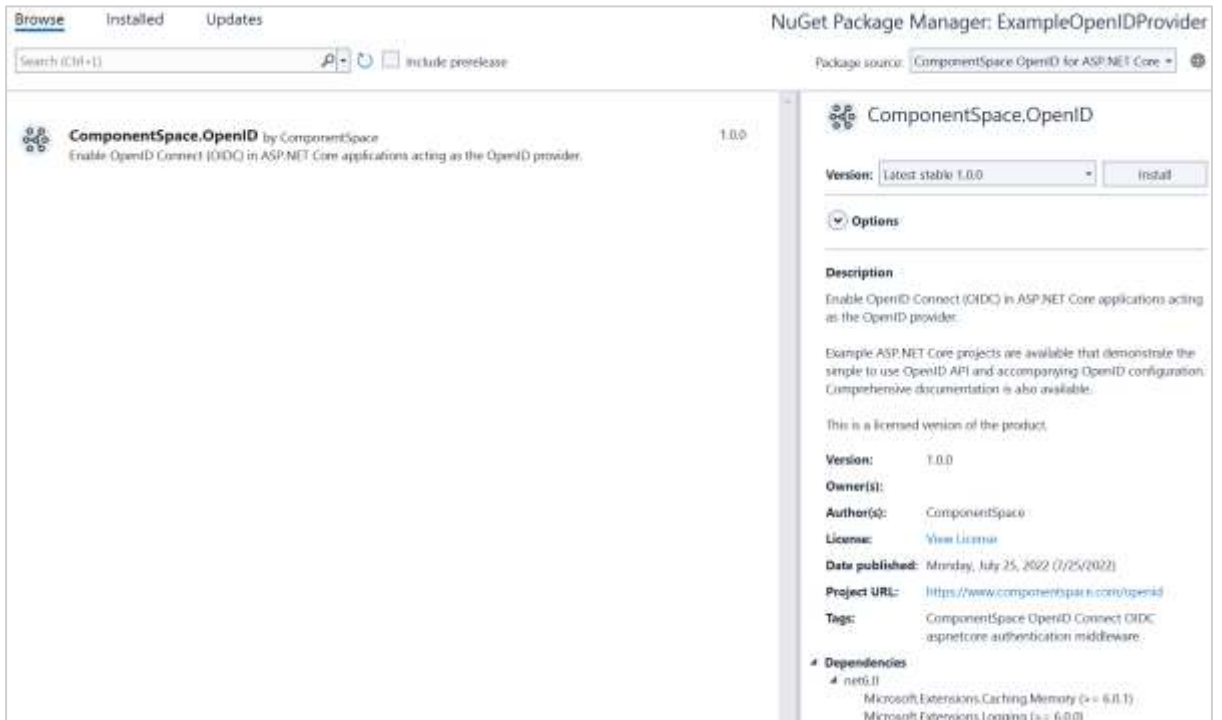 Browse Installed Updates NuGet Package Manager: ExampleOpenIDProvider
Search (Ctrl+L) Include prerelease Package source: ComponentSpace OpenID for ASP.NET Core
ComponentSpace.OpenID by ComponentSpace 1.0.0
Enable OpenID Connect (OIDC) in ASP.NET Core applications acting as the OpenID provider.
ComponentSpace.OpenID
Version: Latest stable 1.0.0 Install
Options
Description
Enable OpenID Connect (OIDC) in ASP.NET Core applications acting
as the OpenID provider.
Example ASP.NET Core projects are available that demonstrate the
simple to use OpenID API and accompanying OpenID configuration.
Comprehensive documentation is also available.
This is a licensed version of the product.
Version: 1.0.0
Owner(s):
Author(s): ComponentSpace
License: View License
Date published: Monday, July 25, 2022 (7/25/2022)
Project URL: https://www.componentspace.com/openid
Tags: ComponentSpace OpenID Connect OIDC
aspnetcore authentication middleware
Dependencies
net6.0
Microsoft.Extensions.Caching.Memory (>= 6.0.1)
Microsoft.Extensions.Logging (>= 6.0.0)